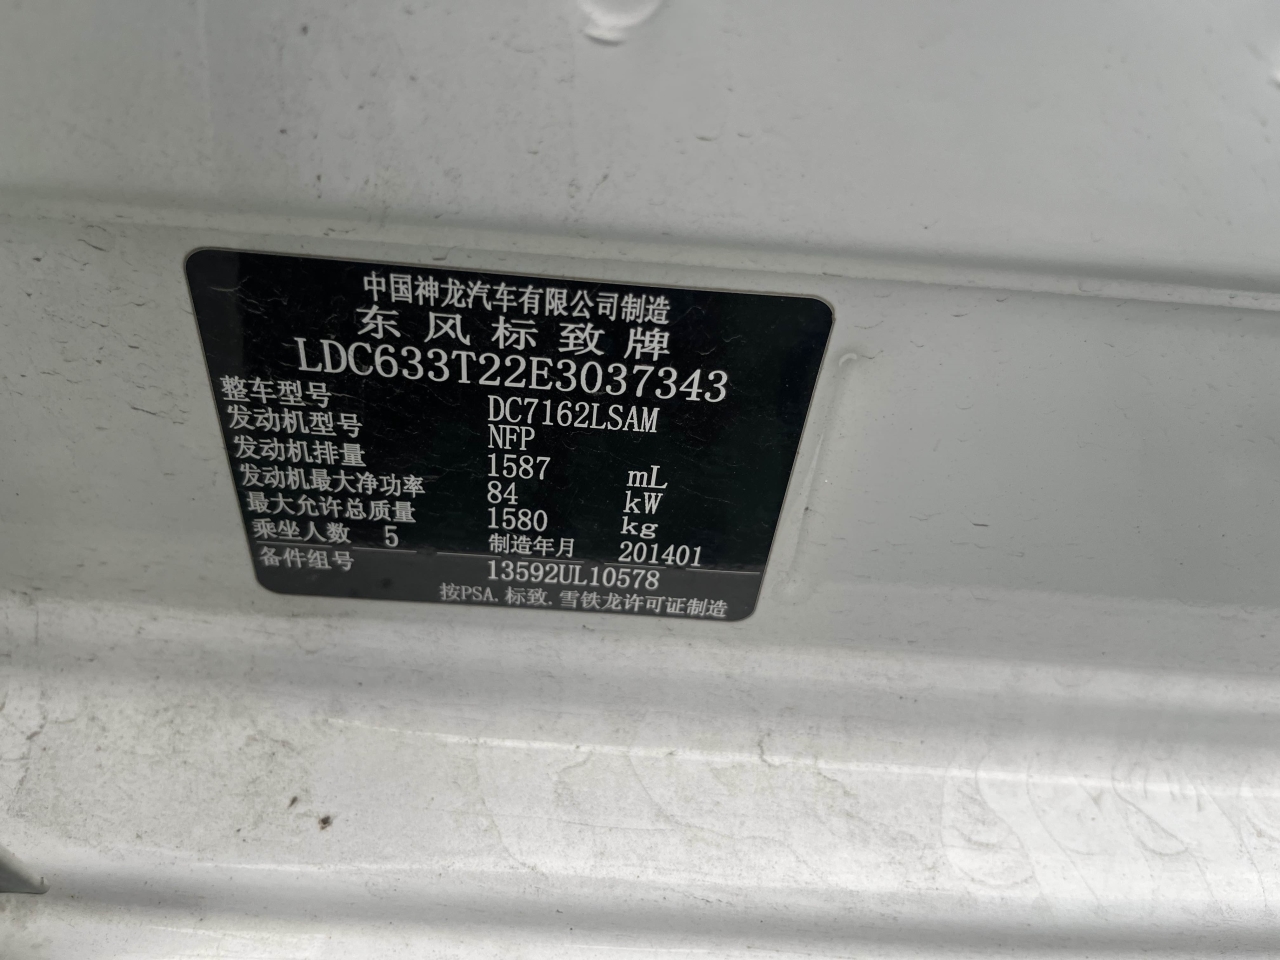 中国神龙汽车有限公司制造
东风标致牌
LDC633T22E3037343
整车型号 DC7162LSAM
发动机型号 NFP
发动机排量 1587 mL
发动机最大净功率 84 kW
最大允许总质量 1580 kg
乘坐人数 5 制造年月 201401
备件组号 13592UL10578
按PSA.标致.雪铁龙许可证制造